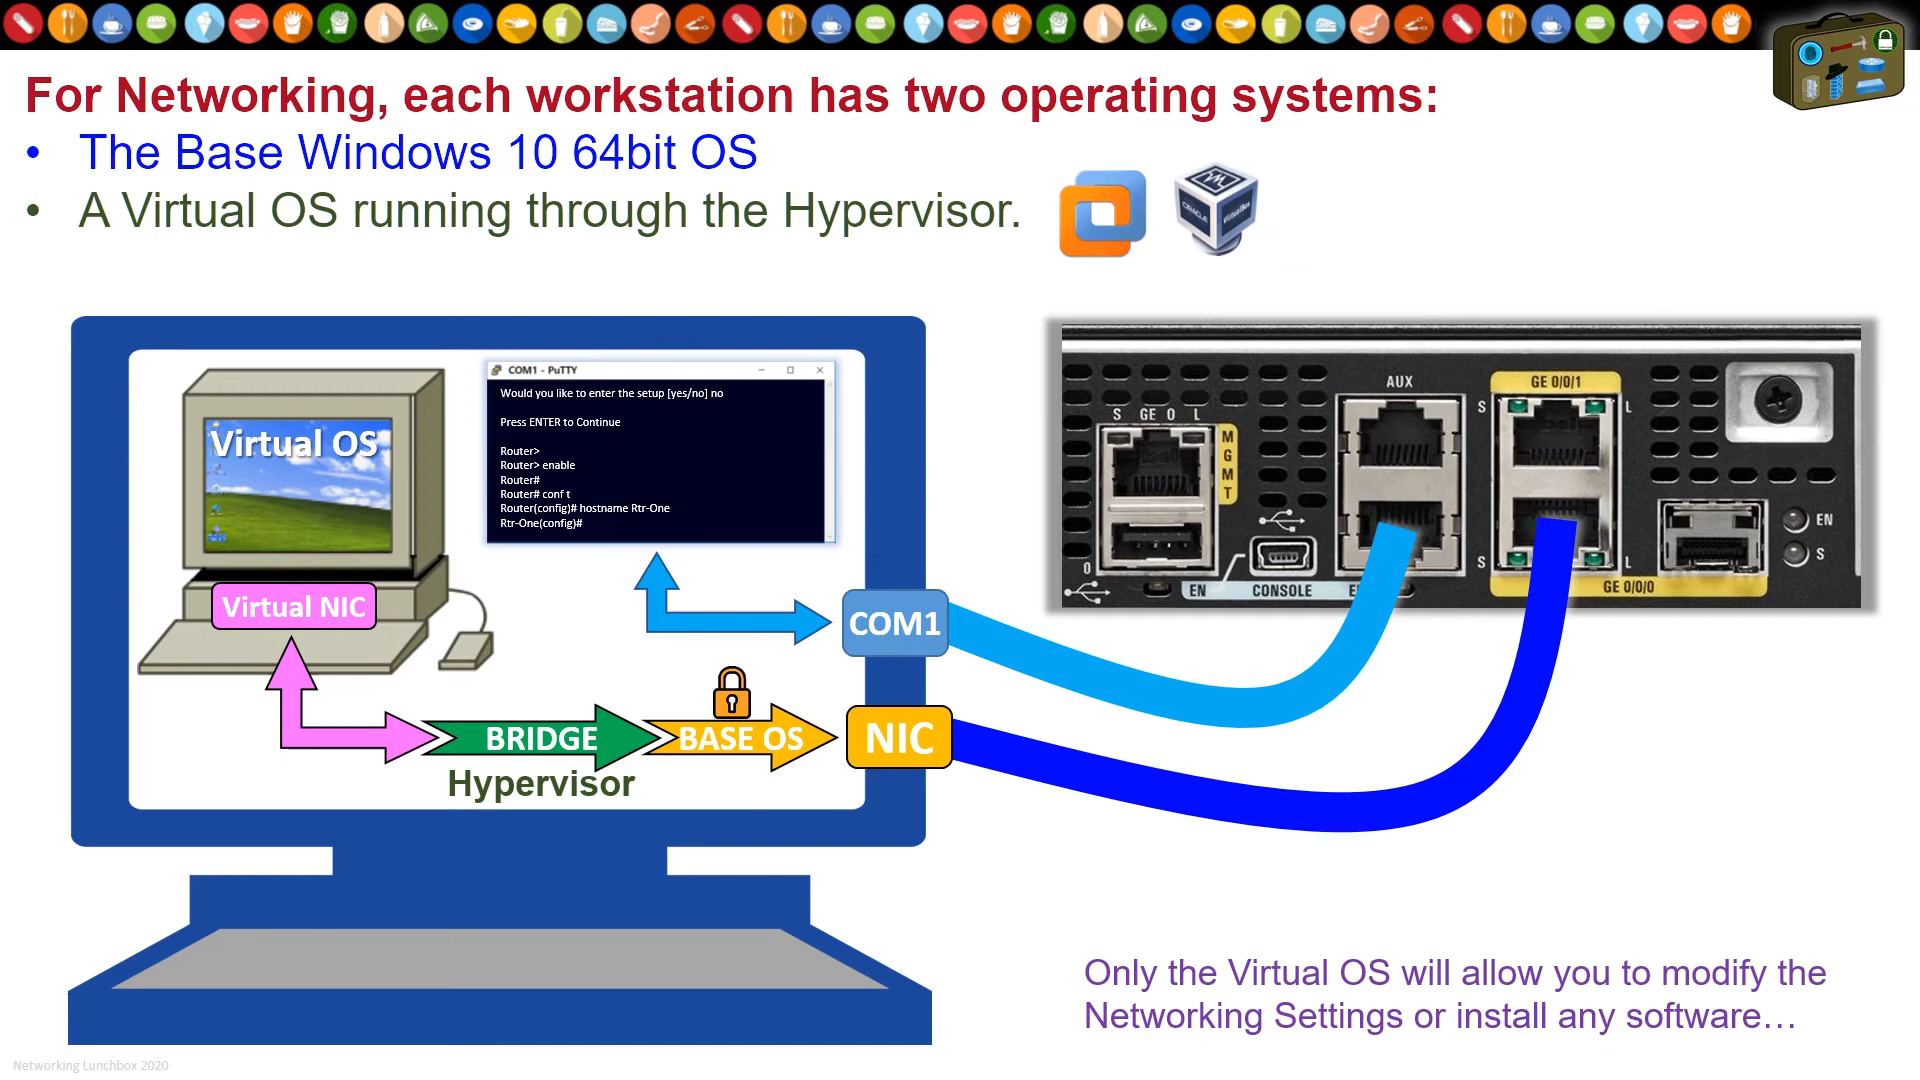 For Networking, each workstation has two operating systems:
• The Base Windows 10 64bit OS
• A Virtual OS running through the Hypervisor.
ORACLE
VirtualBox
Virtual OS
COM1 - PuTTY
Would you like to enter the setup [yes/no] no
Press ENTER to Continue
Router>
Router> enable
Router#
Router# conf t
Router(config)# hostname Rtr-One
Rtr-One(config)#
Virtual NIC
COM1
BRIDGE
BASE OS
NIC
Hypervisor
AUX
GE 0/0/1
S GE 0 L
MGMT
S L
S L
EN
S
0
EN CONSOLE
GE 0/0/0
Only the Virtual OS will allow you to modify the
Networking Settings or install any software…
Networking Lunchbox 2020